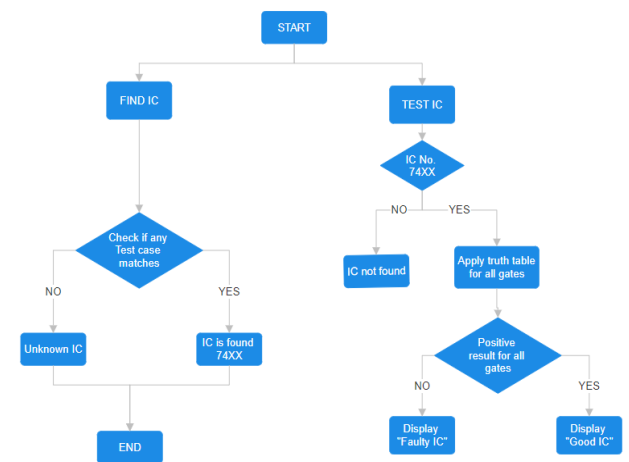 START
FIND IC
TEST IC
IC No.
74XX
NO
YES
Check if any
Test case
matches
IC not found
Apply truth table
for all gates
NO
YES
Unknown IC
IC is found
74XX
Positive
result for all
gates
NO
YES
END
Display
"Faulty IC"
Display
"Good IC"